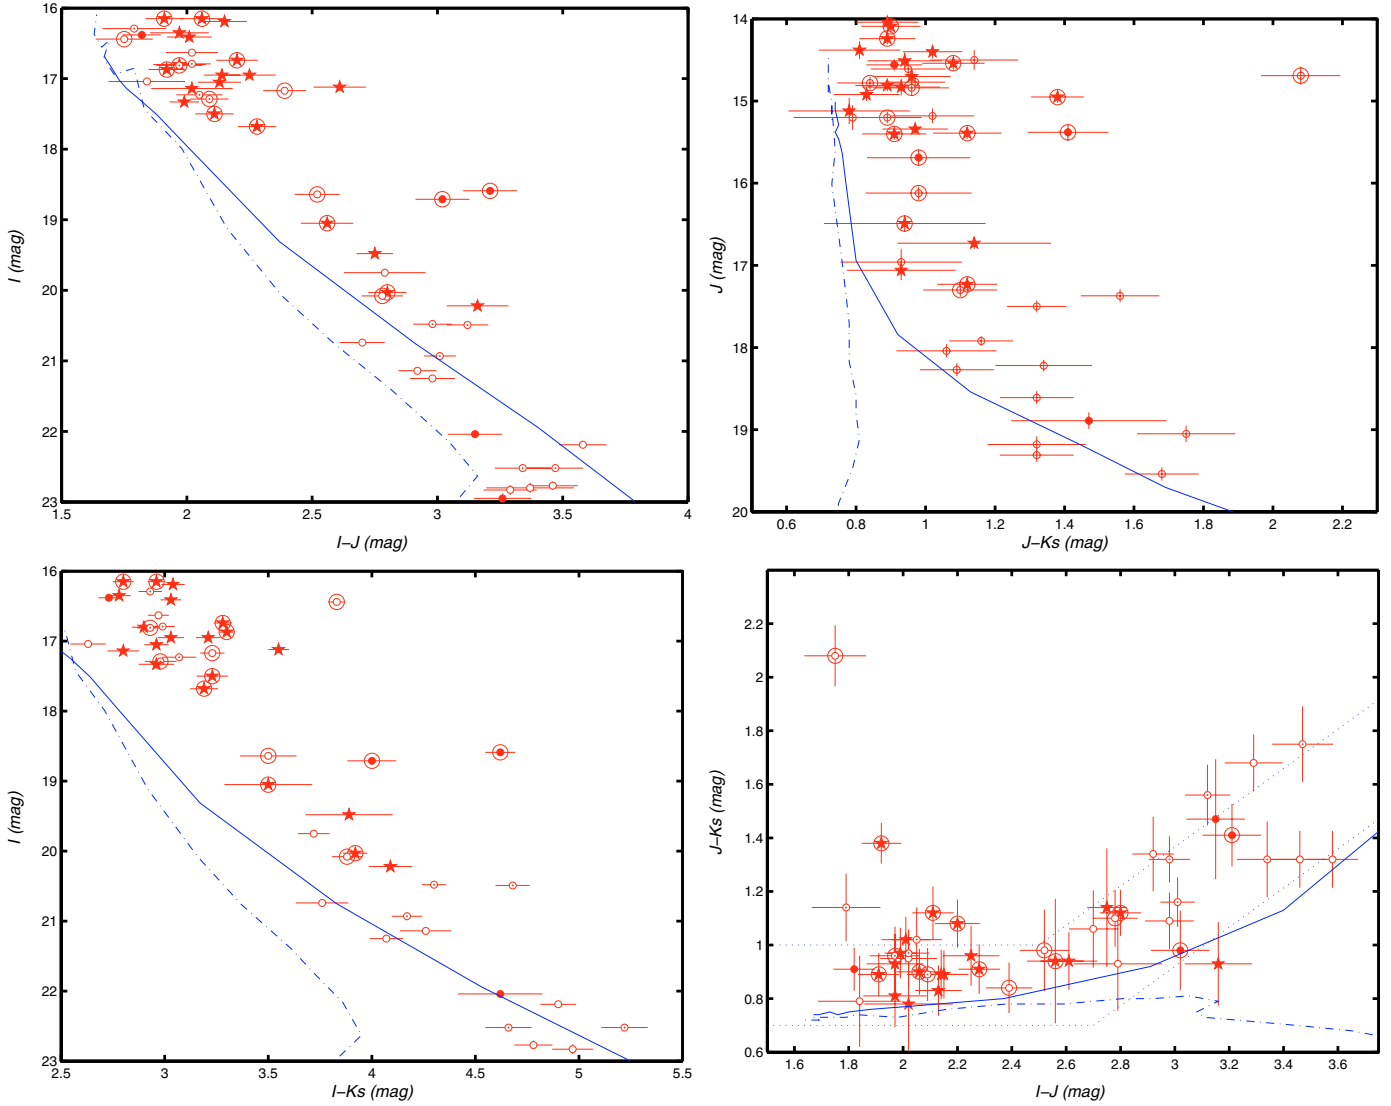 16
17
18
19
20
21
22
23
I (mag)
1.5 2 2.5 3 3.5 4
I−J (mag)
14
15
16
17
18
19
20
J (mag)
0.6 0.8 1 1.2 1.4 1.6 1.8 2 2.2
J−Ks (mag)
16
17
18
19
20
21
22
23
I (mag)
2.5 3 3.5 4 4.5 5 5.5
I−Ks (mag)
2.2
2
1.8
1.6
1.4
1.2
1
0.8
0.6
J−Ks (mag)
1.6 1.8 2 2.2 2.4 2.6 2.8 3 3.2 3.4 3.6
I−J (mag)